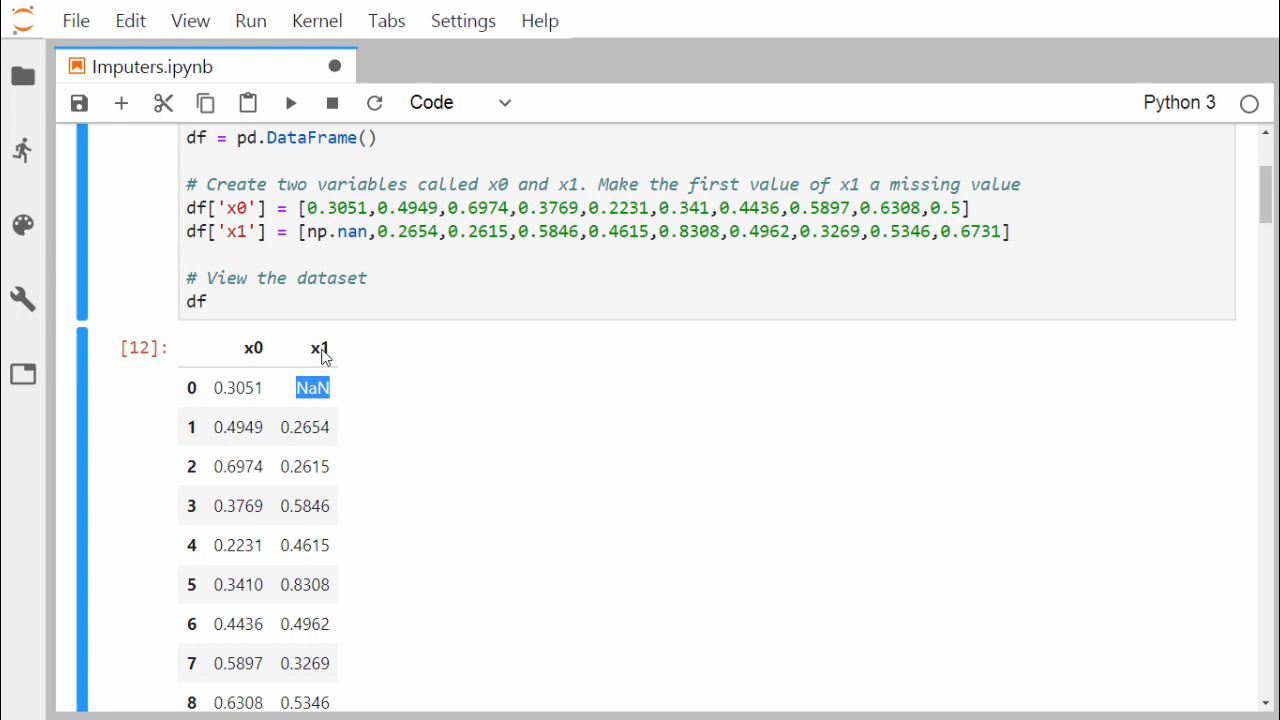 File Edit View Run Kernel Tabs Settings Help
Imputers.ipynb
Code
Python 3
df = pd.DataFrame()
# Create two variables called x0 and x1. Make the first value of x1 a missing value
df['x0'] = [0.3051,0.4949,0.6974,0.3769,0.2231,0.341,0.4436,0.5897,0.6308,0.5]
df['x1'] = [np.nan,0.2654,0.2615,0.5846,0.4615,0.8308,0.4962,0.3269,0.5346,0.6731]
# View the dataset
df
[12]: x0 x1
0 0.3051 NaN
1 0.4949 0.2654
2 0.6974 0.2615
3 0.3769 0.5846
4 0.2231 0.4615
5 0.3410 0.8308
6 0.4436 0.4962
7 0.5897 0.3269
8 0.6308 0.5346